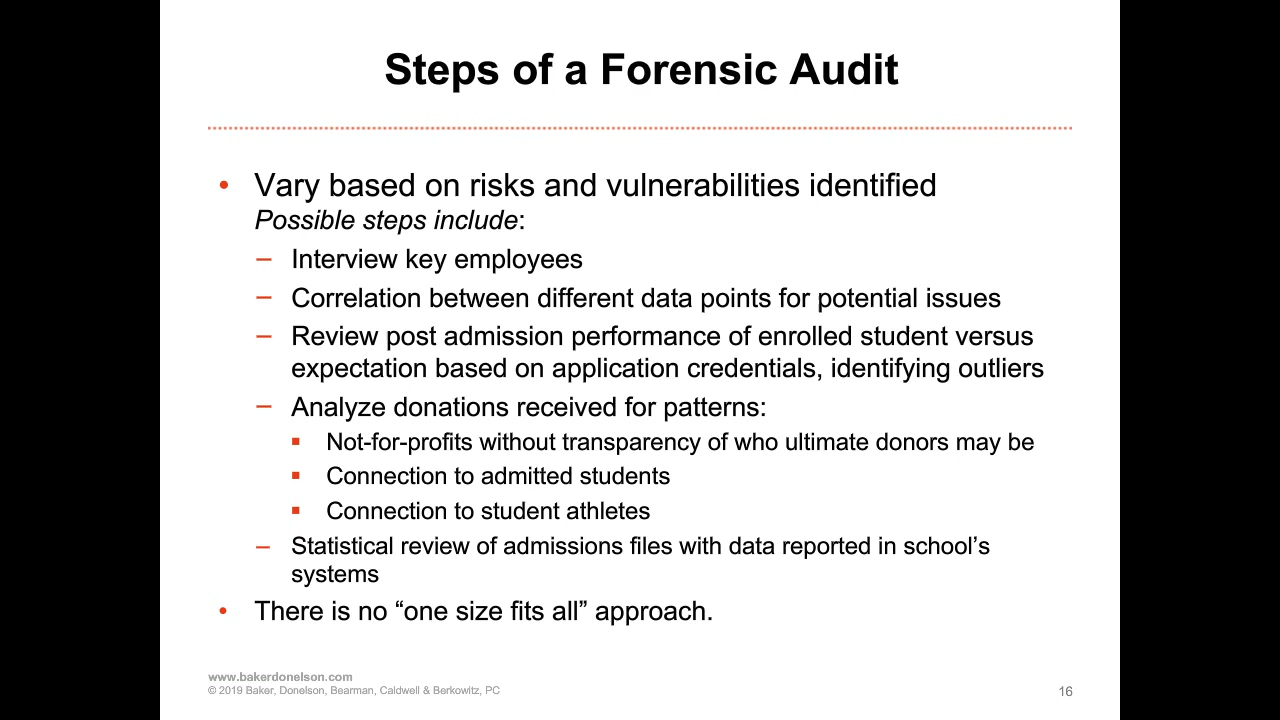 Steps of a Forensic Audit
• Vary based on risks and vulnerabilities identified
Possible steps include:
– Interview key employees
– Correlation between different data points for potential issues
– Review post admission performance of enrolled student versus
expectation based on application credentials, identifying outliers
– Analyze donations received for patterns:
▪ Not-for-profits without transparency of who ultimate donors may be
▪ Connection to admitted students
▪ Connection to student athletes
– Statistical review of admissions files with data reported in school’s
systems
• There is no “one size fits all” approach.
www.bakerdonelson.com
© 2019 Baker, Donelson, Bearman, Caldwell & Berkowitz, PC
16